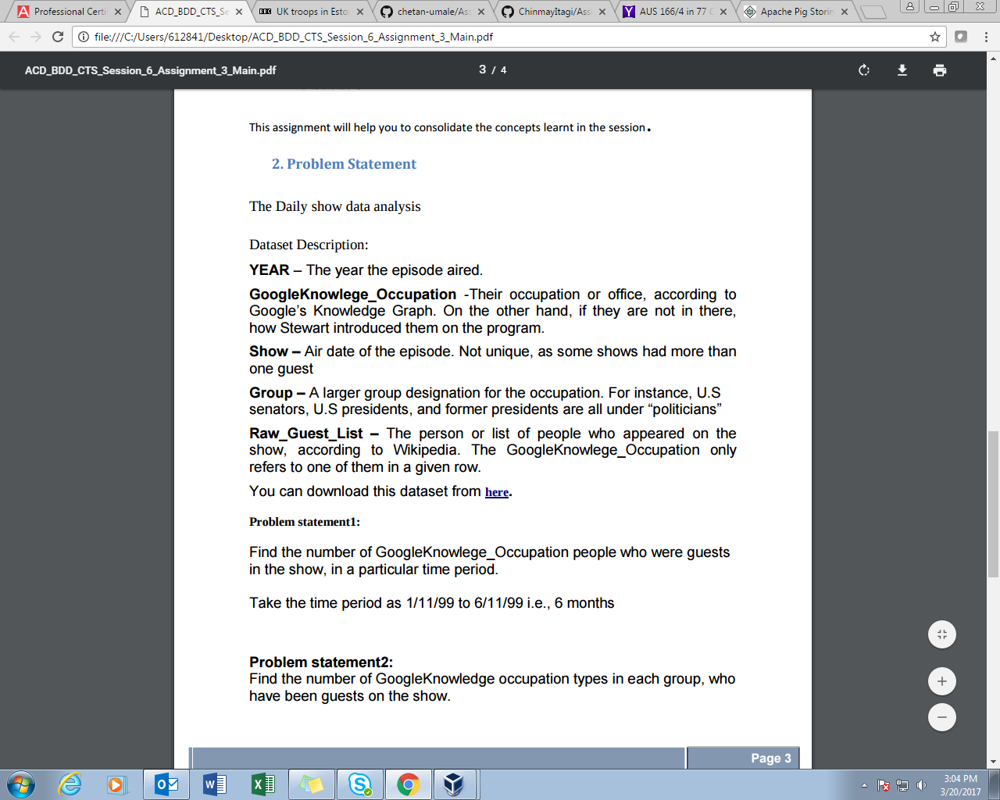 Professional Certi
ACD_BDD_CTS_Se
BBC UK troops in Esto
chetan-umale/Ass
ChinmayItagi/Ass
AUS 166/4 in 77
Apache Pig Storin
file:///C:/Users/612841/Desktop/ACD_BDD_CTS_Session_6_Assignment_3_Main.pdf
ACD_BDD_CTS_Session_6_Assignment_3_Main.pdf
3 / 4
This assignment will help you to consolidate the concepts learnt in the session.
2. Problem Statement
The Daily show data analysis
Dataset Description:
YEAR – The year the episode aired.
GoogleKnowlege_Occupation -Their occupation or office, according to
Google’s Knowledge Graph. On the other hand, if they are not in there,
how Stewart introduced them on the program.
Show – Air date of the episode. Not unique, as some shows had more than
one guest
Group – A larger group designation for the occupation. For instance, U.S
senators, U.S presidents, and former presidents are all under “politicians”
Raw_Guest_List – The person or list of people who appeared on the
show, according to Wikipedia. The GoogleKnowlege_Occupation only
refers to one of them in a given row.
You can download this dataset from here.
Problem statement1:
Find the number of GoogleKnowlege_Occupation people who were guests
in the show, in a particular time period.
Take the time period as 1/11/99 to 6/11/99 i.e., 6 months
Problem statement2:
Find the number of GoogleKnowledge occupation types in each group, who
have been guests on the show.
Page 3
3:04 PM
3/20/2017